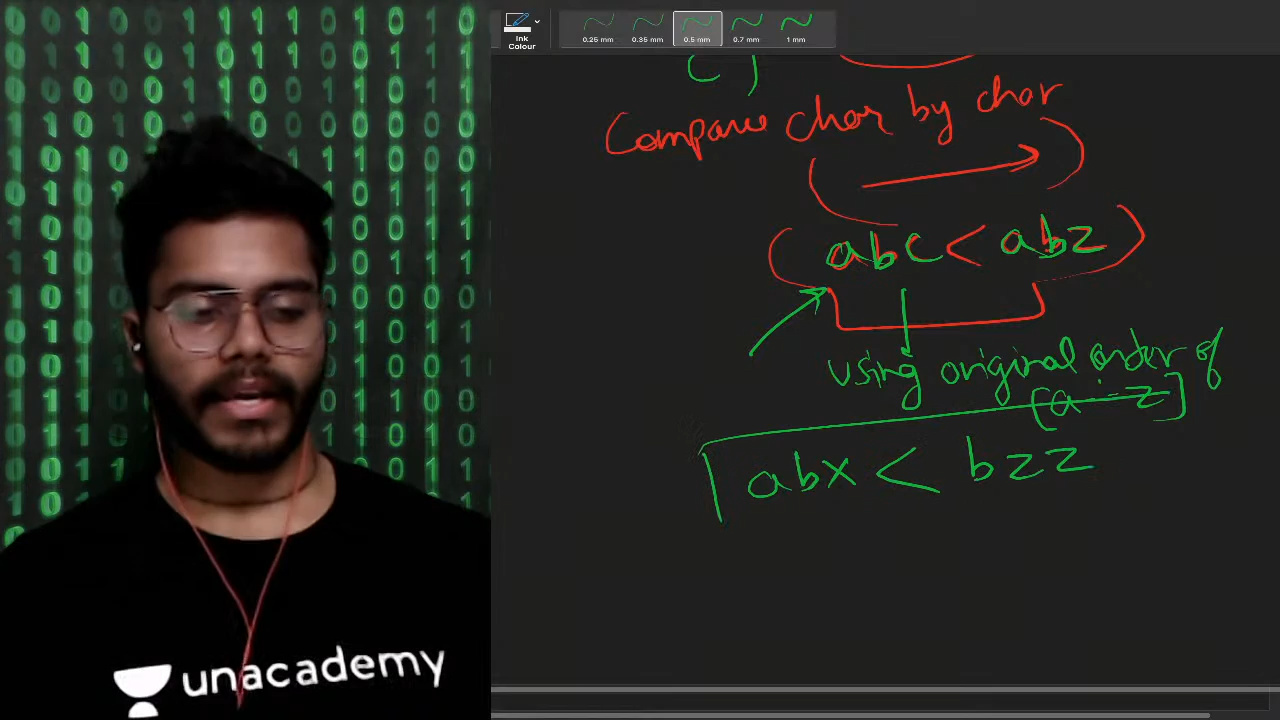 Ink
Colour
0.25 mm
0.35 mm
0.5 mm
0.7 mm
1 mm
Compare char by char
abc < abz
using original order of
[a - z]
abx < bzz
unacademy